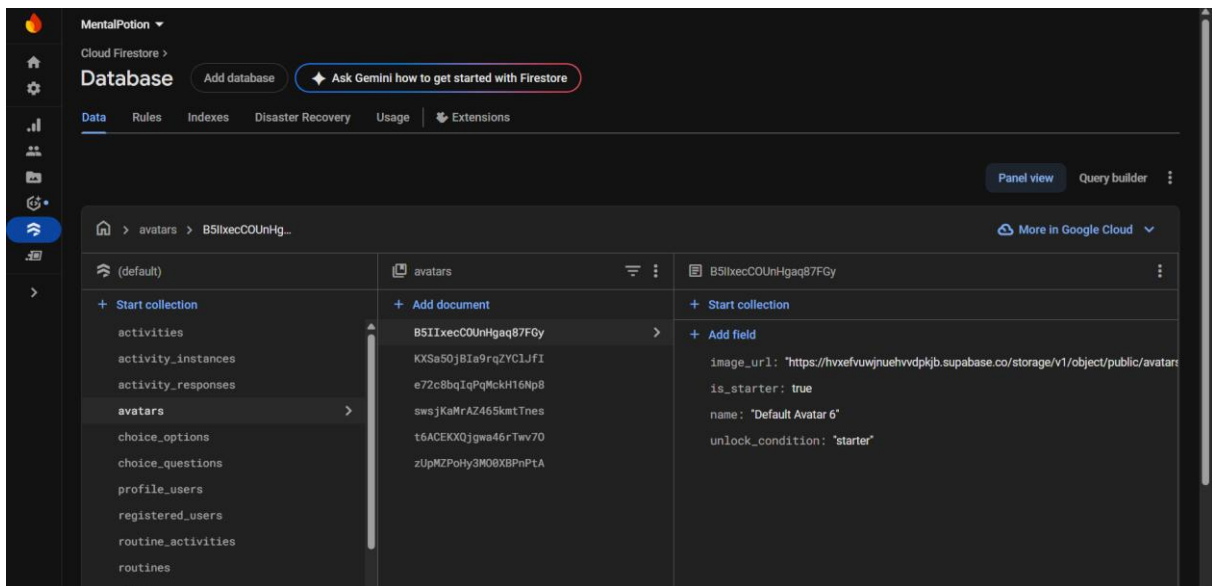 MentalPotion
Cloud Firestore >
Database Add database Ask Gemini how to get started with Firestore
Data Rules Indexes Disaster Recovery Usage Extensions
Panel view Query builder
> avatars > B5IIxecCOUnHg… More in Google Cloud
(default) avatars B5IIxecCOUnHgaq87FGy
+ Start collection + Add document + Start collection
activities B5IIxecCOUnHgaq87FGy > + Add field
activity_instances KXSa5OjBIa9rqZYClJfI image_url: "https://hvxefvuwjnuehvvdpkjb.supabase.co/storage/v1/object/public/avatars
activity_responses e72c8bqIqPqMckH16Np8 is_starter: true
avatars > swsjKaMrAZ465kmtTnes name: "Default Avatar 6"
choice_options t6ACEKXQjgwa46rTwv7O unlock_condition: "starter"
choice_questions zUpMZPoHy3MO0XBPnPtA
profile_users
registered_users
routine_activities
routines